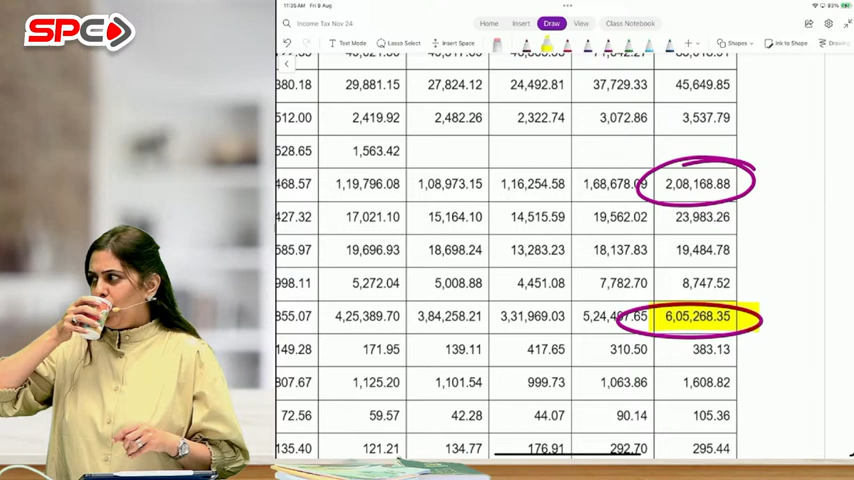 11:35 AM Fri 9 Aug
93%
SPC
Income Tax Nov 24
Home Insert Draw View Class Notebook
Text Mode Lasso Select Insert Space Shapes Ink to Shape Drawing
880.18 29,881.15 27,824.12 24,492.81 37,729.33 45,649.85
512.00 2,419.92 2,482.26 2,322.74 3,072.86 3,537.79
528.65 1,563.42
468.57 1,19,796.08 1,08,973.15 1,16,254.58 1,68,678.09 2,08,168.88
427.32 17,021.10 15,164.10 14,515.59 19,562.02 23,983.26
585.97 19,696.93 18,698.24 13,283.23 18,137.83 19,484.78
998.11 5,272.04 5,008.88 4,451.08 7,782.70 8,747.52
855.07 4,25,389.70 3,84,258.21 3,31,969.03 6,05,268.35
149.28 171.95 139.11 417.65 310.50 383.13
807.67 1,125.20 1,101.54 999.73 1,063.86 1,608.82
72.56 59.57 42.28 44.07 90.14 105.36
135.40 121.21 134.77 176.91 292.70 295.44